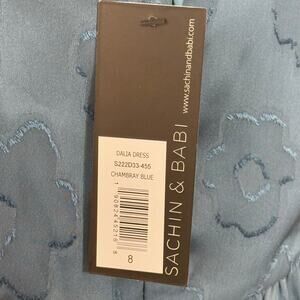 DALIA DRESS
S222D33-455
CHAMBRAY BLUE
8
SACHIN & BABI
www.sachinandbabi.com